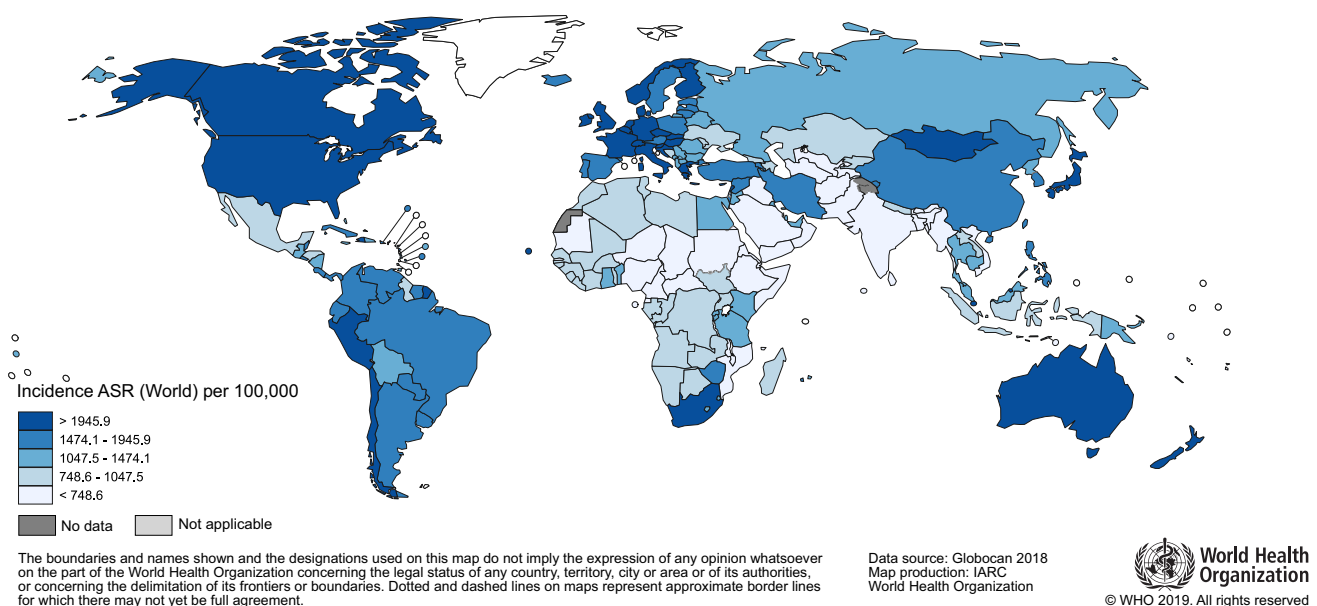 Incidence ASR (World) per 100,000
> 1945.9
1474.1 - 1945.9
1047.5 - 1474.1
748.6 - 1047.5
< 748.6
No data
Not applicable
The boundaries and names shown and the designations used on this map do not imply the expression of any opinion whatsoever
on the part of the World Health Organization concerning the legal status of any country, territory, city or area or of its authorities,
or concerning the delimitation of its frontiers or boundaries. Dotted and dashed lines on maps represent approximate border lines
for which there may not yet be full agreement.
Data source: Globocan 2018
Map production: IARC
World Health Organization
World Health
Organization
© WHO 2019. All rights reserved